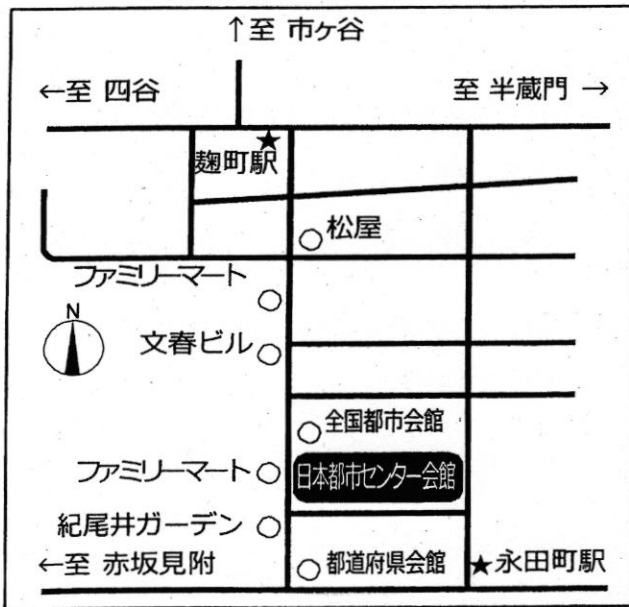 ↑至 市ヶ谷
←至 四谷
至 半蔵門 →
麹町駅
松屋
ファミリーマート
N
文春ビル
全国都市会館
ファミリーマート
日本都市センター会館
紀尾井ガーデン
←至 赤坂見附
都道府県会館
★永田町駅